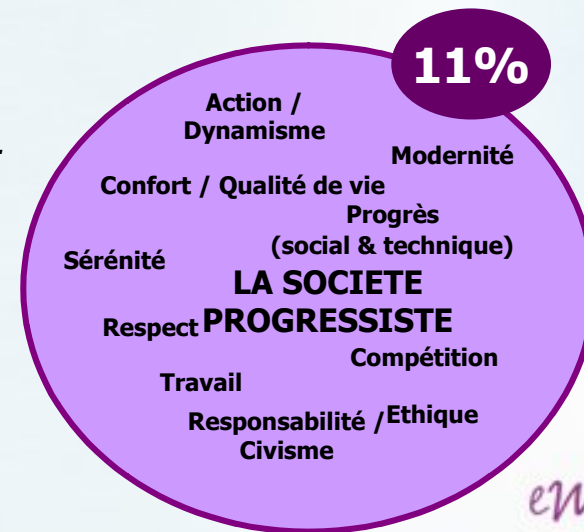 11%
Action /
Dynamisme
Modernité
Confort / Qualité de vie
Progrès
(social & technique)
Sérénité
LA SOCIETE
PROGRESSISTE
Respect
Compétition
Travail
Responsabilité / Ethique
Civisme